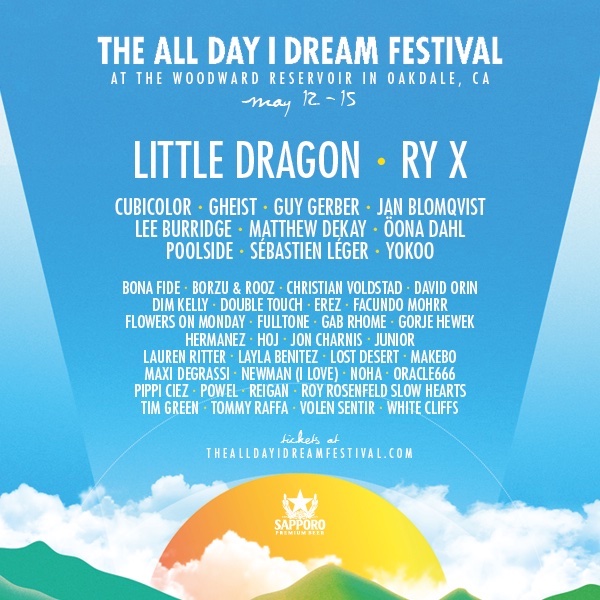 THE ALL DAY I DREAM FESTIVAL
AT THE WOODWARD RESERVOIR IN OAKDALE, CA
may 12 - 15
LITTLE DRAGON • RY X
CUBICOLOR • GHEIST • GUY GERBER • JAN BLOMQVIST
LEE BURRIDGE • MATTHEW DEKAY • ÖONA DAHL
POOLSIDE • SÉBASTIEN LÉGER • YOKOO
BONA FIDE · BORZU & ROOZ · CHRISTIAN VOLDSTAD · DAVID ORIN
DIM KELLY · DOUBLE TOUCH · EREZ · FACUNDO MOHRR
FLOWERS ON MONDAY · FULLTONE · GAB RHOME · GORJE HEWEK
HERMANEZ · HOJ · JON CHARNIS · JUNIOR
LAUREN RITTER · LAYLA BENITEZ · LOST DESERT · MAKEBO
MAXI DEGRASSI · NEWMAN (I LOVE) · NOHA · ORACLE666
PIPPI CIEZ · POWEL · REIGAN · ROY ROSENFELD SLOW HEARTS
TIM GREEN · TOMMY RAFFA · VOLEN SENTIR · WHITE CLIFFS
tickets at
THEALLDAYIDREAMFESTIVAL.COM
SAPPORO
PREMIUM BEER